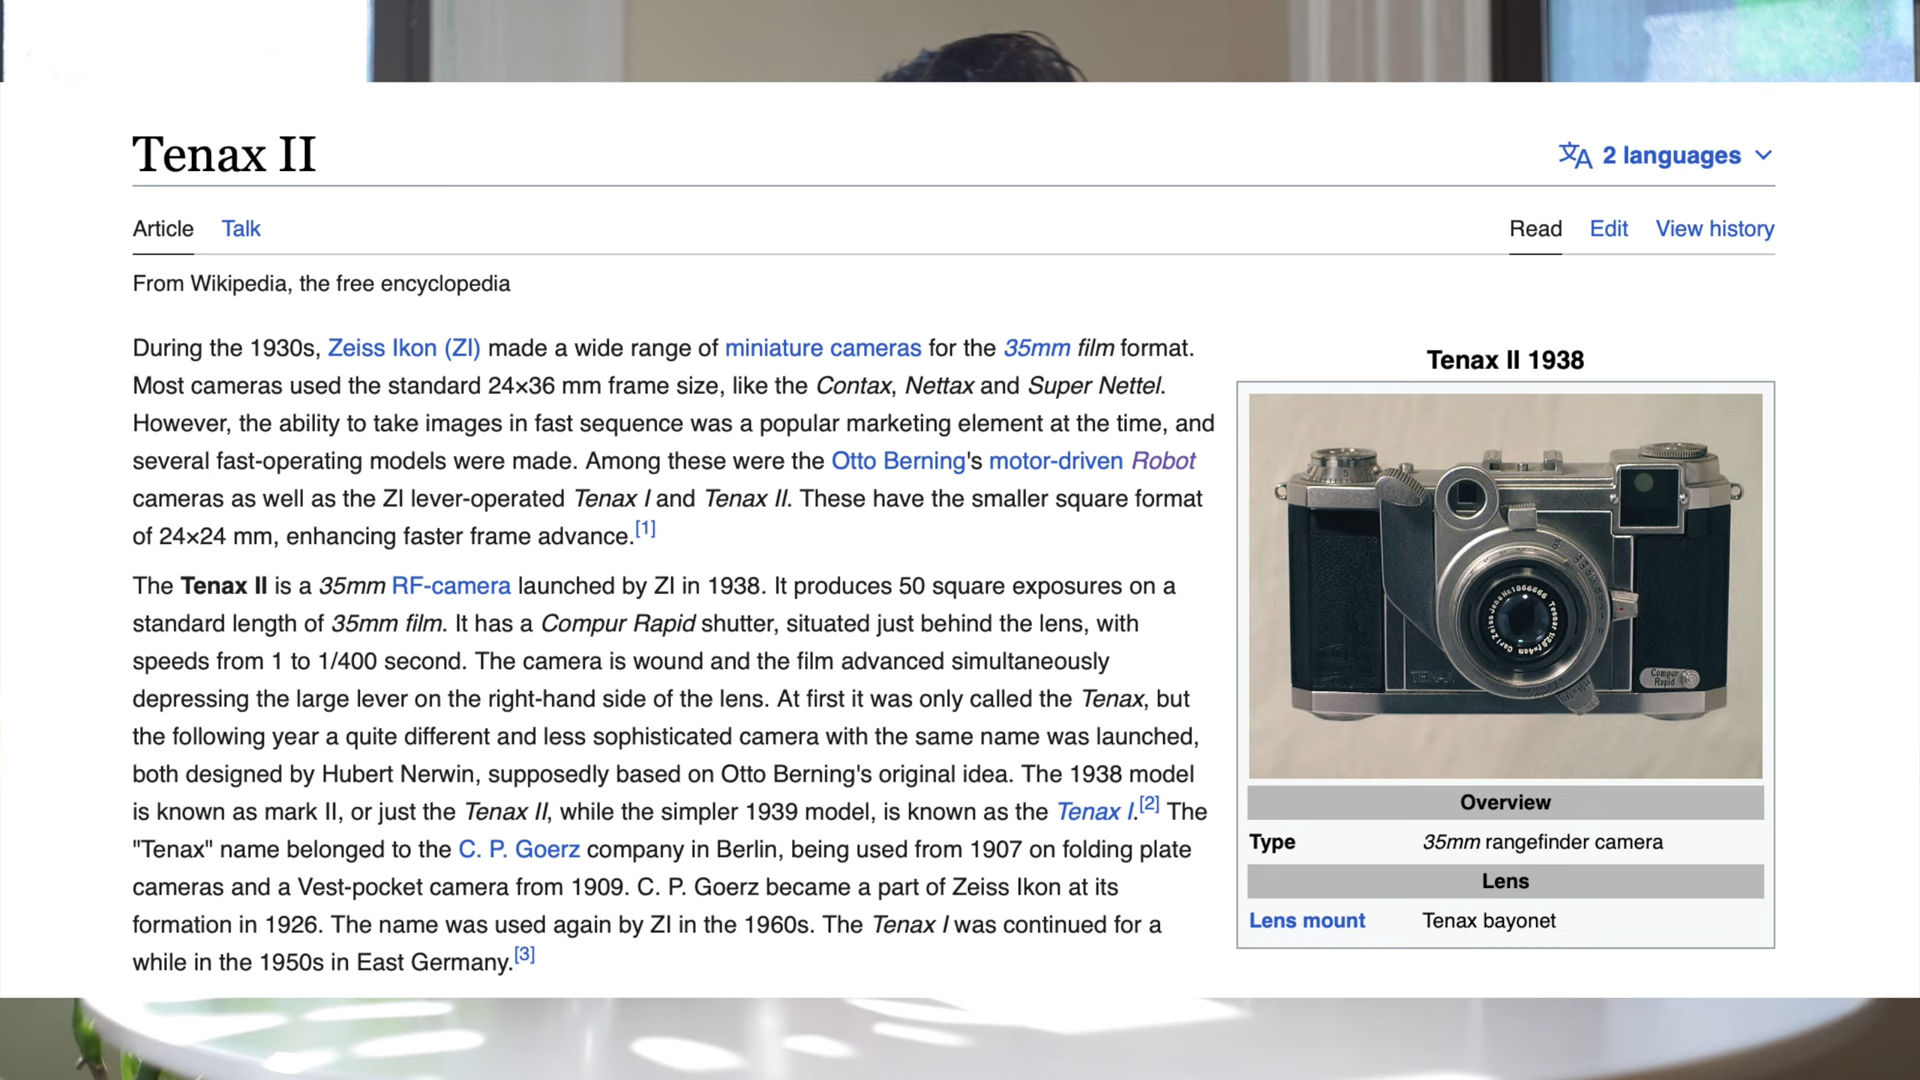 Tenax II
2 languages
Article Talk
Read Edit View history
From Wikipedia, the free encyclopedia
During the 1930s, Zeiss Ikon (ZI) made a wide range of miniature cameras for the 35mm film format.
Most cameras used the standard 24×36 mm frame size, like the Contax, Nettax and Super Nettel.
However, the ability to take images in fast sequence was a popular marketing element at the time, and
several fast-operating models were made. Among these were the Otto Berning's motor-driven Robot
cameras as well as the ZI lever-operated Tenax I and Tenax II. These have the smaller square format
of 24×24 mm, enhancing faster frame advance.[1]
The Tenax II is a 35mm RF-camera launched by ZI in 1938. It produces 50 square exposures on a
standard length of 35mm film. It has a Compur Rapid shutter, situated just behind the lens, with
speeds from 1 to 1/400 second. The camera is wound and the film advanced simultaneously
depressing the large lever on the right-hand side of the lens. At first it was only called the Tenax, but
the following year a quite different and less sophisticated camera with the same name was launched,
both designed by Hubert Nerwin, supposedly based on Otto Berning's original idea. The 1938 model
is known as mark II, or just the Tenax II, while the simpler 1939 model, is known as the Tenax I.[2] The
"Tenax" name belonged to the C. P. Goerz company in Berlin, being used from 1907 on folding plate
cameras and a Vest-pocket camera from 1909. C. P. Goerz became a part of Zeiss Ikon at its
formation in 1926. The name was used again by ZI in the 1960s. The Tenax I was continued for a
while in the 1950s in East Germany.[3]
Tenax II 1938
Compur
Rapid
Overview
Type 35mm rangefinder camera
Lens
Lens mount Tenax bayonet